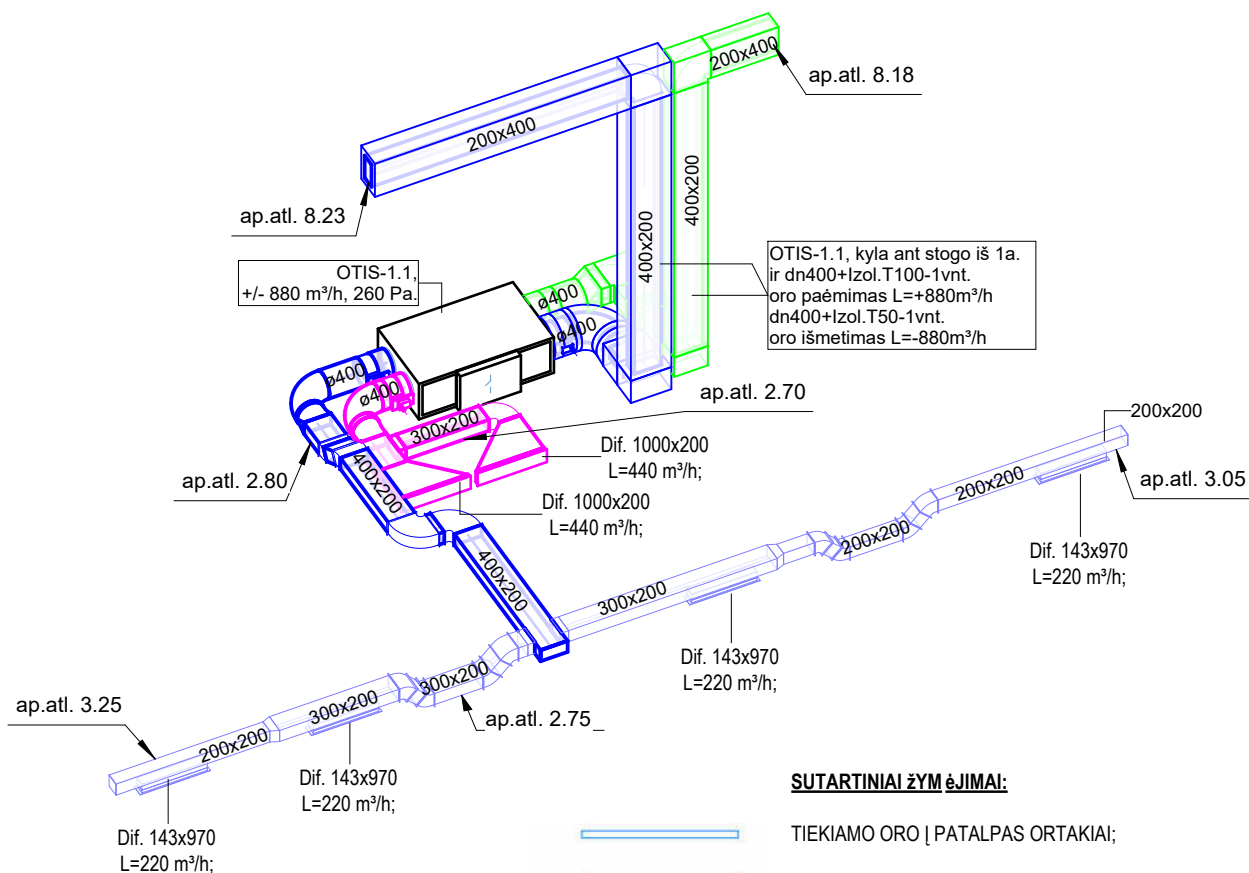 200x400
ap.atl. 8.18
200x400
400x200
400x200
ap.atl. 8.23
OTIS-1.1,
+/- 880 m³/h, 260 Pa.
OTIS-1.1, kyla ant stogo iš 1a.
ir dn400+Izol.T100-1vnt.
oro paėmimas L=+880m³/h
dn400+Izol.T50-1vnt.
oro išmetimas L=-880m³/h
ø400
ø400
ø400
ø400
1
300x200
ap.atl. 2.70
200x200
Dif. 1000x200
L=440 m³/h;
ap.atl. 2.80
400x200
Dif. 1000x200
L=440 m³/h;
200x200
ap.atl. 3.05
200x200
Dif. 143x970
L=220 m³/h;
400x200
300x200
Dif. 143x970
L=220 m³/h;
300x200
ap.atl. 3.25
300x200
ap.atl. 2.75
200x200
Dif. 143x970
L=220 m³/h;
Dif. 143x970
L=220 m³/h;
SUTARTINIAI žYMėJIMAI:
TIEKIAMO ORO Į PATALPAS ORTAKIAI;